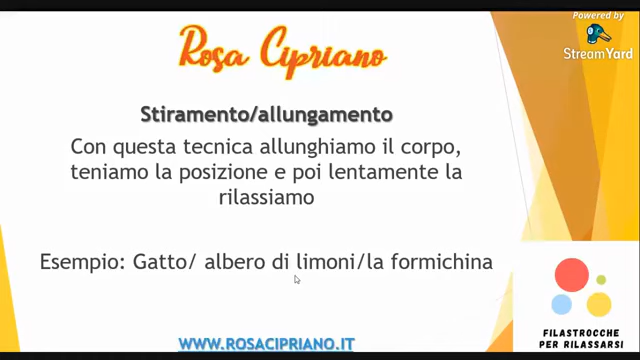 Powered by
StreamYard
Rosa Cipriano
Stiramento/allungamento
Con questa tecnica allunghiamo il corpo,
teniamo la posizione e poi lentamente la
rilassiamo
Esempio: Gatto/ albero di limoni/la formichina
WWW.ROSACIPRIANO.IT
FILASTROCCHE
PER RILASSARSI